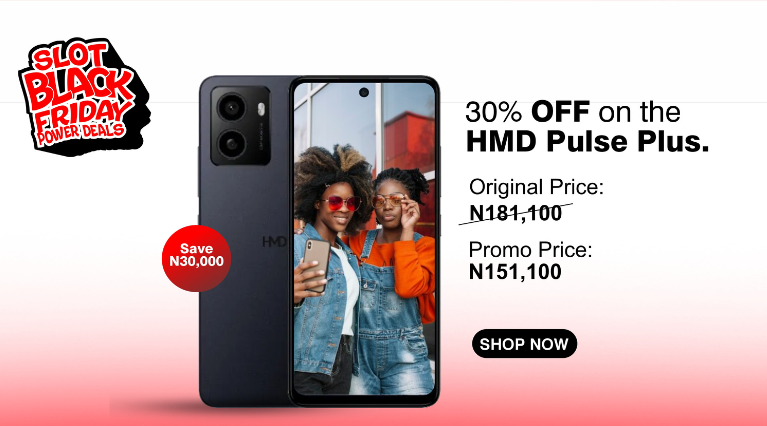 SLOT
BLACK
FRIDAY
POWER DEALS
30% OFF on the
HMD Pulse Plus.
Original Price:
N181,100
Promo Price:
N151,100
Save
N30,000
HMD
SHOP NOW